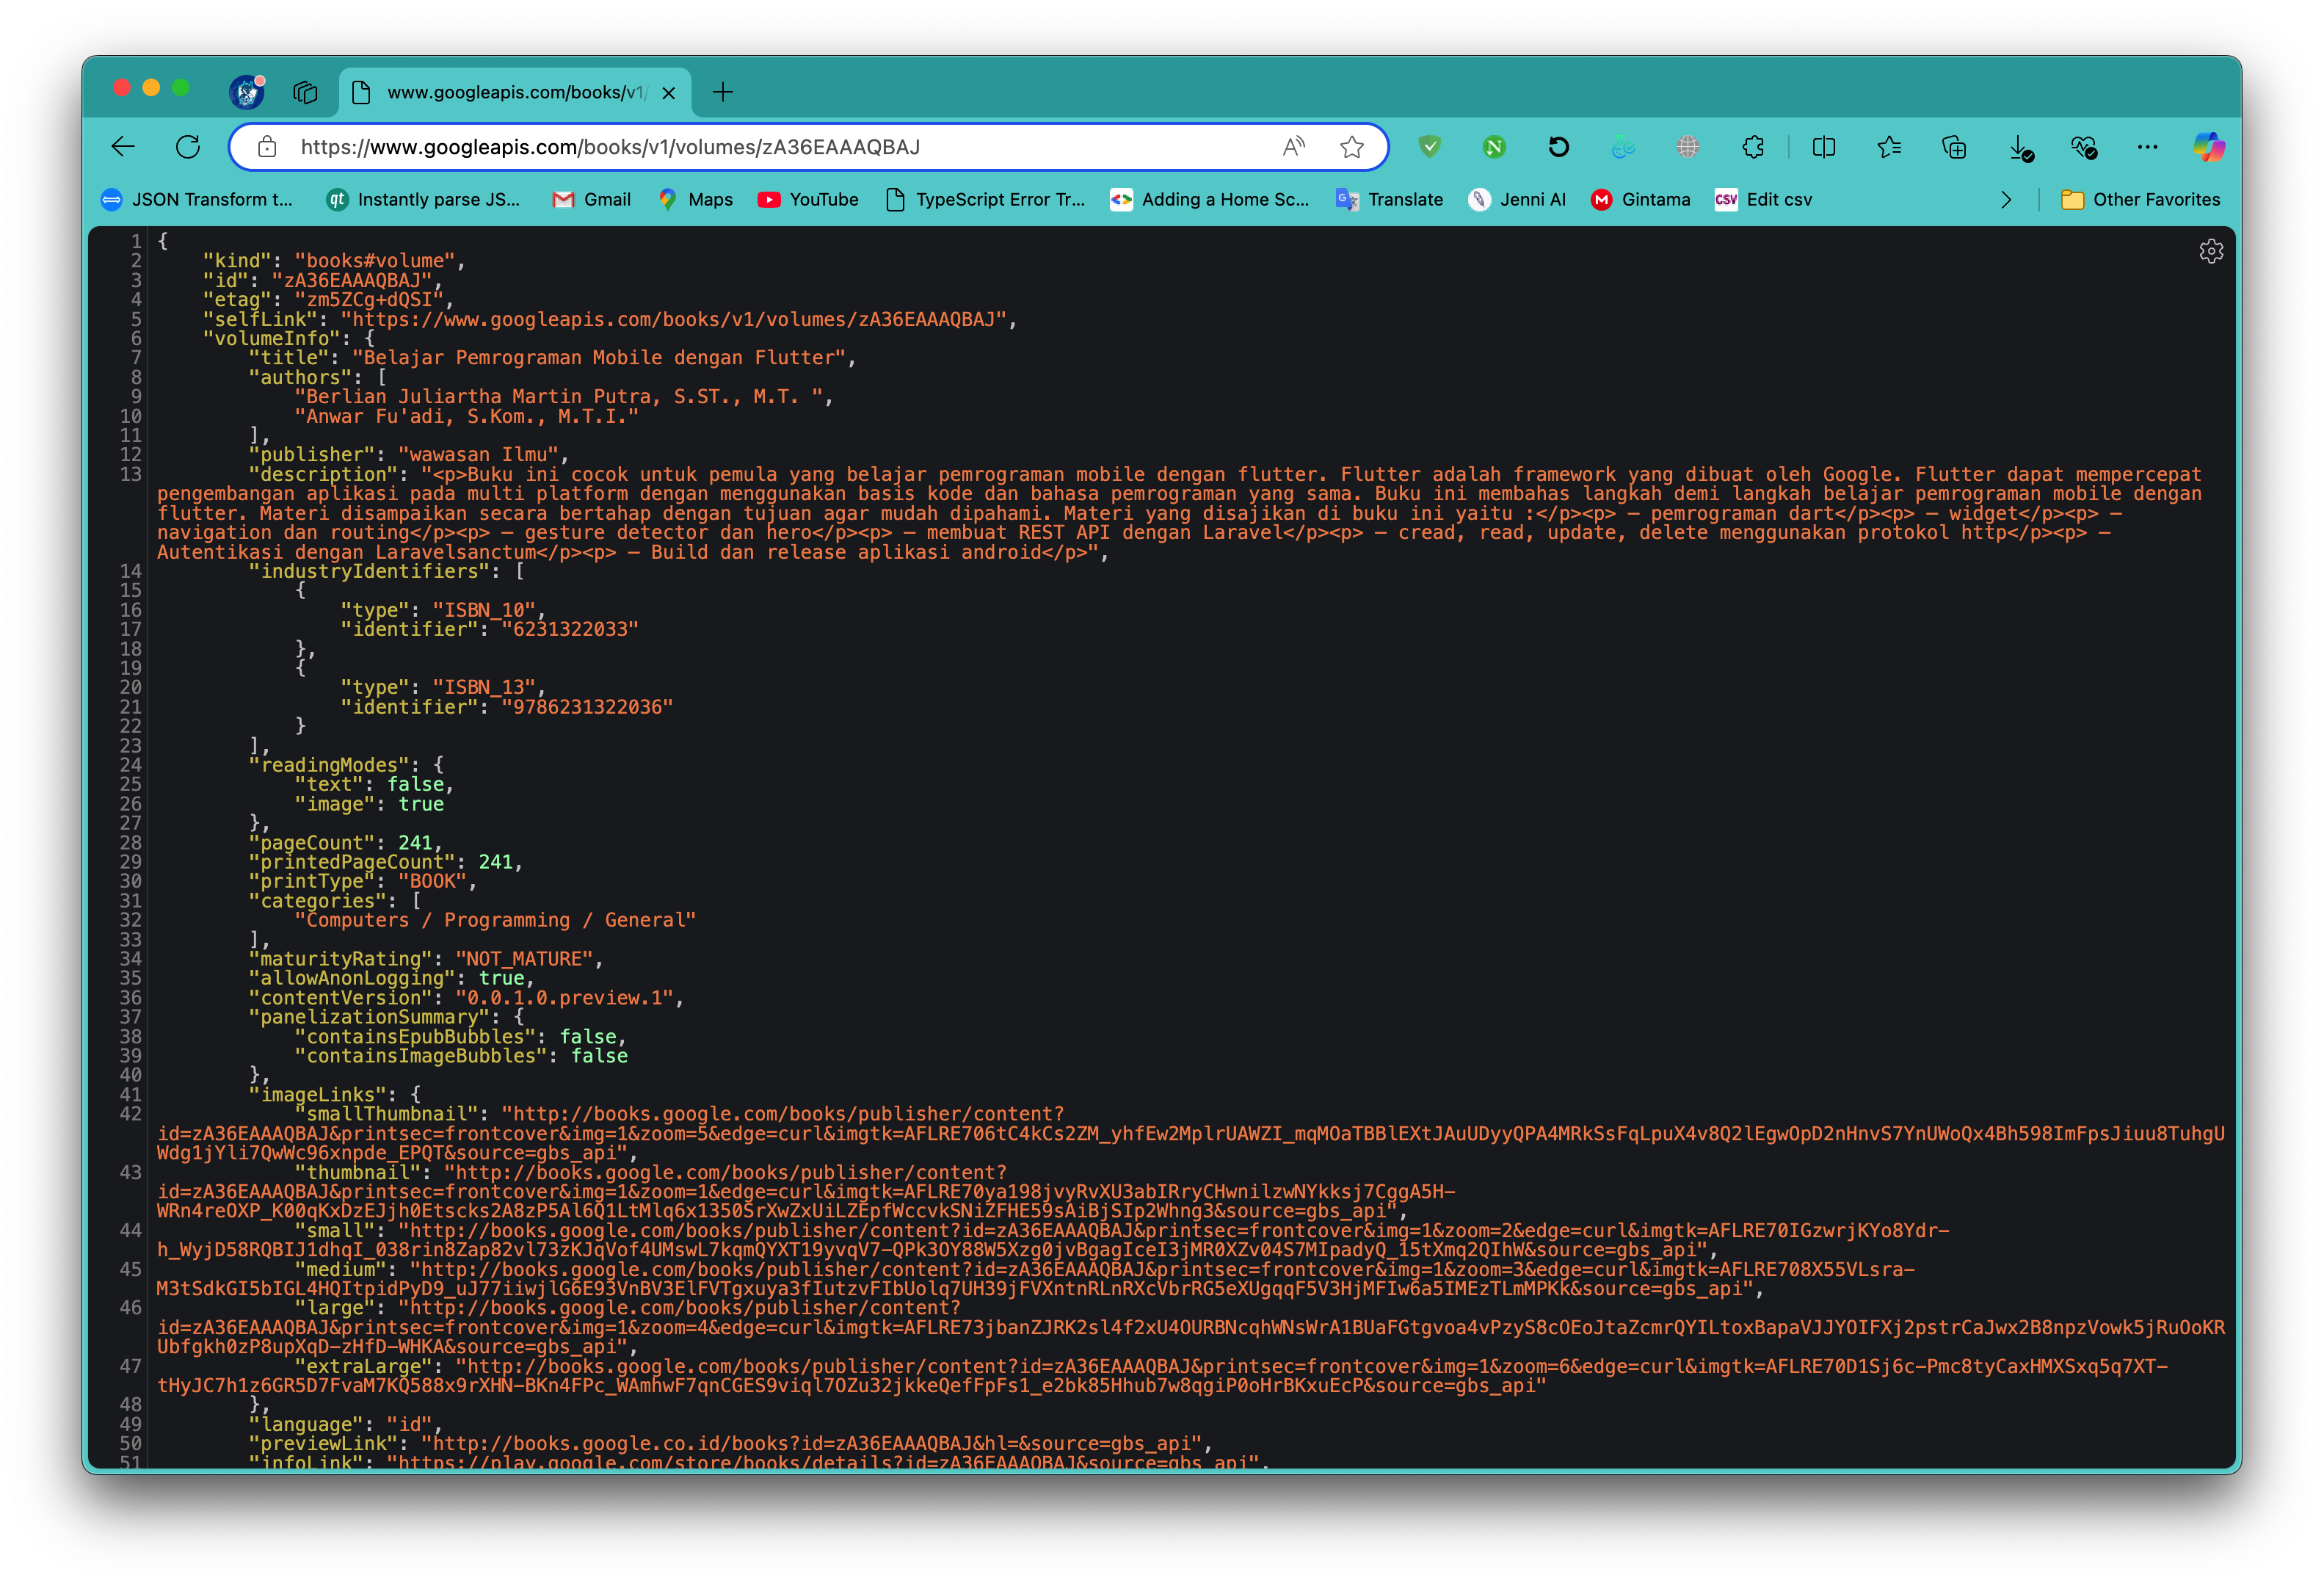 www.googleapis.com/books/v1/
https://www.googleapis.com/books/v1/volumes/zA36EAAAQBAJ
JSON Transform t... qt Instantly parse JS... Gmail Maps YouTube TypeScript Error Tr... Adding a Home Sc... Translate Jenni AI Gintama CSV Edit csv Other Favorites
1 {
2 "kind": "books#volume",
3 "id": "zA36EAAAQBAJ",
4 "etag": "zm5ZCg+dQSI",
5 "selfLink": "https://www.googleapis.com/books/v1/volumes/zA36EAAAQBAJ",
6 "volumeInfo": {
7 "title": "Belajar Pemrograman Mobile dengan Flutter",
8 "authors": [
9 "Berlian Juliartha Martin Putra, S.ST., M.T. ",
10 "Anwar Fu'adi, S.Kom., M.T.I."
11 ],
12 "publisher": "wawasan Ilmu",
13 "description": "<p>Buku ini cocok untuk pemula yang belajar pemrograman mobile dengan flutter. Flutter adalah framework yang dibuat oleh Google. Flutter dapat mempercepat
pengembangan aplikasi pada multi platform dengan menggunakan basis kode dan bahasa pemrograman yang sama. Buku ini membahas langkah demi langkah belajar pemrograman mobile dengan
flutter. Materi disampaikan secara bertahap dengan tujuan agar mudah dipahami. Materi yang disajikan di buku ini yaitu :</p><p> – pemrograman dart</p><p> – widget</p><p> –
navigation dan routing</p><p> – gesture detector dan hero</p><p> – membuat REST API dengan Laravel</p><p> – cread, read, update, delete menggunakan protokol http</p><p> –
Autentikasi dengan Laravelsanctum</p><p> – Build dan release aplikasi android</p>",
14 "industryIdentifiers": [
15 {
16 "type": "ISBN_10",
17 "identifier": "6231322033"
18 },
19 {
20 "type": "ISBN_13",
21 "identifier": "9786231322036"
22 }
23 ],
24 "readingModes": {
25 "text": false,
26 "image": true
27 },
28 "pageCount": 241,
29 "printedPageCount": 241,
30 "printType": "BOOK",
31 "categories": [
32 "Computers / Programming / General"
33 ],
34 "maturityRating": "NOT_MATURE",
35 "allowAnonLogging": true,
36 "contentVersion": "0.0.1.0.preview.1",
37 "panelizationSummary": {
38 "containsEpubBubbles": false,
39 "containsImageBubbles": false
40 },
41 "imageLinks": {
42 "smallThumbnail": "http://books.google.com/books/publisher/content?
id=zA36EAAAQBAJ&printsec=frontcover&img=1&zoom=5&edge=curl&imgtk=AFLRE706tC4kCs2ZM_yhfEw2MplrUAWZI_mqMOaTBBlEXtJAuUDyyQPA4MRkSsFqLpuX4v8Q2lEgwOpD2nHnvS7YnUWoQx4Bh598ImFpsJiuu8TuhgU
Wdg1jYli7QwWc96xnpde_EPQT&source=gbs_api",
43 "thumbnail": "http://books.google.com/books/publisher/content?
id=zA36EAAAQBAJ&printsec=frontcover&img=1&zoom=1&edge=curl&imgtk=AFLRE70ya198jvyRvXU3abIRryCHwnilzwNYkksj7CggA5H-
WRn4reOXP_K00qKxDzEJjh0Etscks2A8zP5Al6Q1LtMlq6x1350SrXwZxUiLZEpfWccvkSNiZFHE59sAiBjSIp2Whng3&source=gbs_api",
44 "small": "http://books.google.com/books/publisher/content?id=zA36EAAAQBAJ&printsec=frontcover&img=1&zoom=2&edge=curl&imgtk=AFLRE70IGzwrjKYo8Ydr-
h_WyjD58RQBIJ1dhqI_038rin8Zap82vl73zKJqVof4UMswL7kqmQYXT19yvqV7-QPk3OY88W5Xzg0jvBgagIceI3jMR0XZv04S7MIpadyQ_15tXmq2QIhW&source=gbs_api",
45 "medium": "http://books.google.com/books/publisher/content?id=zA36EAAAQBAJ&printsec=frontcover&img=1&zoom=3&edge=curl&imgtk=AFLRE708X55VLsra-
M3tSdkGI5bIGL4HQItpidPyD9_uJ77iiwjlG6E93VnBV3ElFVTgxuya3fIutzvFIbUolq7UH39jFVXntnRLnRXcVbrRG5eXUgqqF5V3HjMFIw6a5IMEzTLmMPKk&source=gbs_api",
46 "large": "http://books.google.com/books/publisher/content?
id=zA36EAAAQBAJ&printsec=frontcover&img=1&zoom=4&edge=curl&imgtk=AFLRE73jbanZJRK2sl4f2xU4OURBNcqhWNsWrA1BUaFGtgvoa4vPzyS8cOEoJtaZcmrQYILtoxBapaVJJYOIFXj2pstrCaJwx2B8npzVowk5jRuOoKR
Ubfgkh0zP8upXqD-zHfD-WHKA&source=gbs_api",
47 "extraLarge": "http://books.google.com/books/publisher/content?id=zA36EAAAQBAJ&printsec=frontcover&img=1&zoom=6&edge=curl&imgtk=AFLRE70D1Sj6c-Pmc8tyCaxHMXSxq5q7XT-
tHyJC7h1z6GR5D7FvaM7KQ588x9rXHN-BKn4FPc_WAmhwF7qnCGES9viql7OZu32jkkeQefFpFs1_e2bk85Hhub7w8qgiP0oHrBKxuEcP&source=gbs_api"
48 },
49 "language": "id",
50 "previewLink": "http://books.google.co.id/books?id=zA36EAAAQBAJ&hl=&source=gbs_api",
51 "infoLink": "https://play.google.com/store/books/details?id=zA36EAAAQBAJ&source=gbs_api",